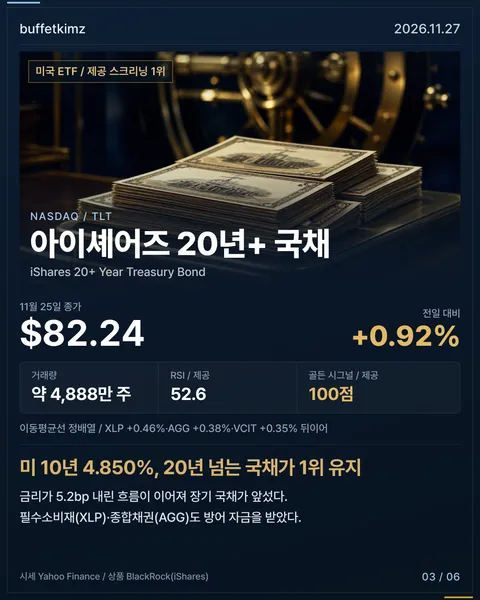 buffetkimz
2026.11.27
미국 ETF / 제공 스크리닝 1위
NASDAQ / TLT
아이셰어즈 20년+ 국채
iShares 20+ Year Treasury Bond
11월 25일 종가
전일 대비
$82.24
+0.92%
거래량
RSI / 제공
골든 시그널 / 제공
약 4,888만 주
52.6
100점
이동평균선 정배열 / XLP +0.46%·AGG +0.38%·VCIT +0.35% 뒤이어
미 10년 4.850%, 20년 넘는 국채가 1위 유지
금리가 5.2bp 내린 흐름이 이어져 장기 국채가 앞섰다.
필수소비재(XLP)·종합채권(AGG)도 방어 자금을 받았다.
시세 Yahoo Finance / 상품 BlackRock(iShares)
03 / 06